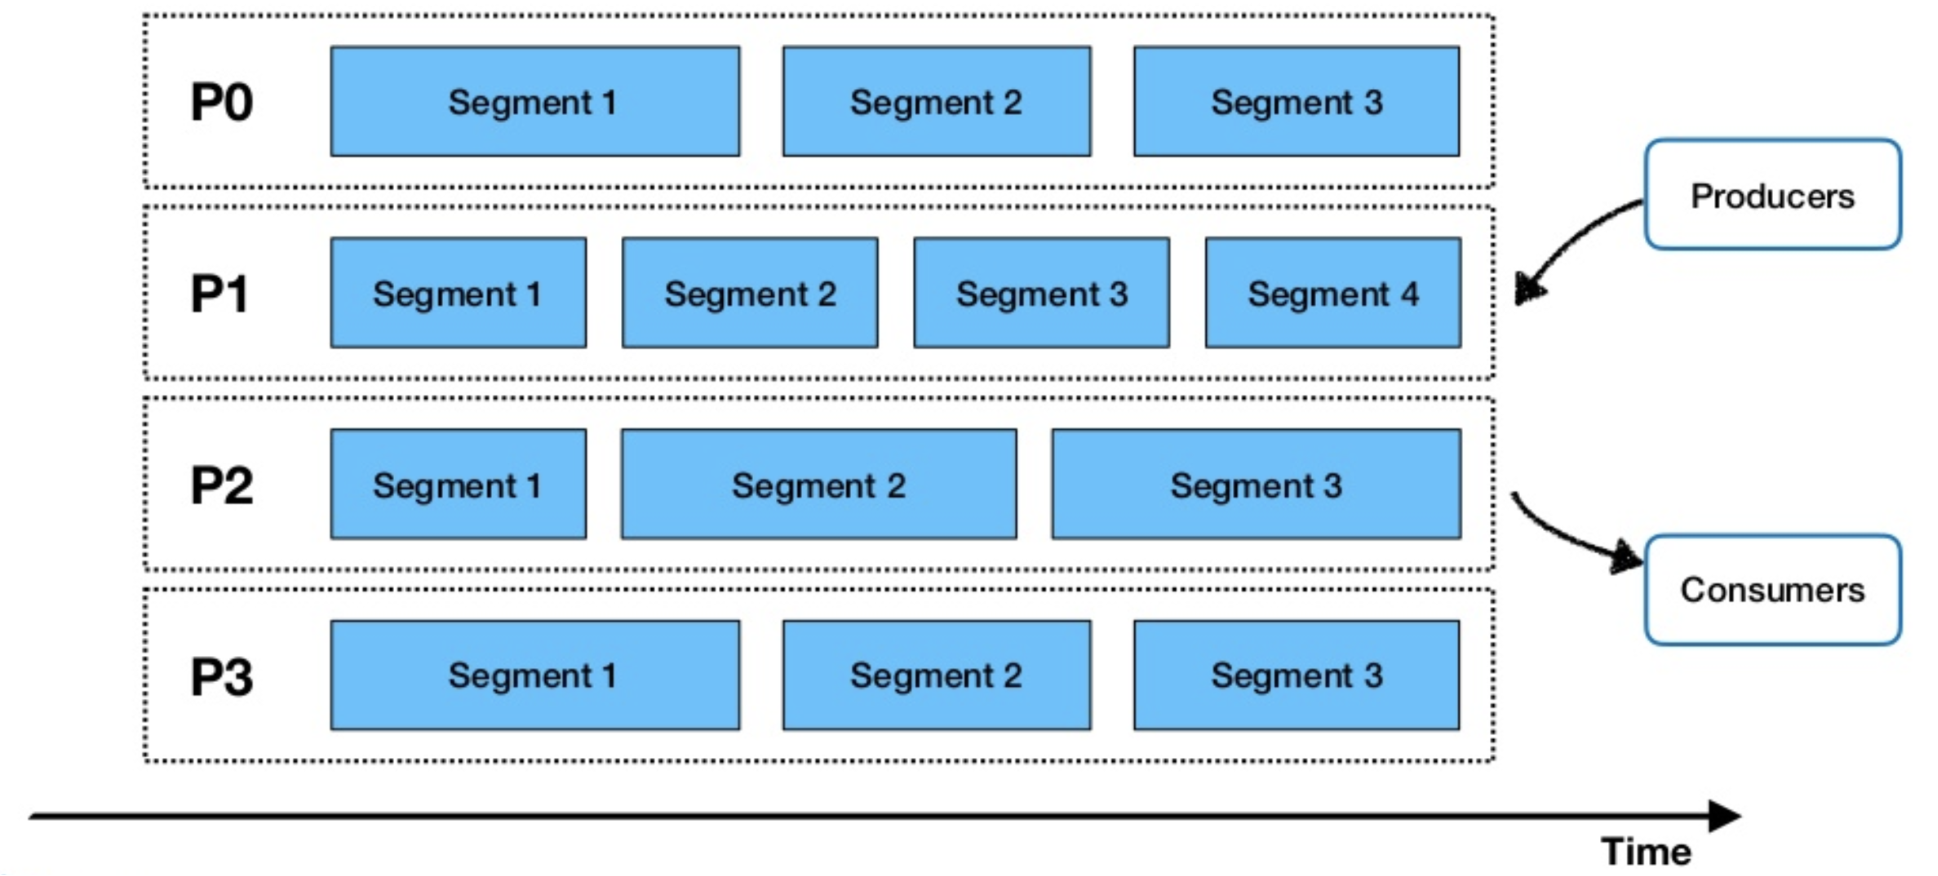 P0
Segment 1
Segment 2
Segment 3
Producers
P1
Segment 1
Segment 2
Segment 3
Segment 4
P2
Segment 1
Segment 2
Segment 3
Consumers
P3
Segment 1
Segment 2
Segment 3
Time